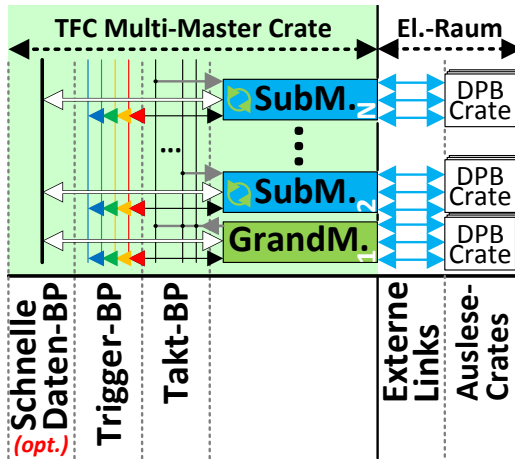 TFC Multi-Master Crate
El.-Raum
SubM. N
DPB
Crate
...
SubM. 2
DPB
Crate
GrandM. 1
DPB
Crate
Schnelle
Daten-BP
(opt.)
Trigger-BP
Takt-BP
Externe
Links
Auslese-
Crates